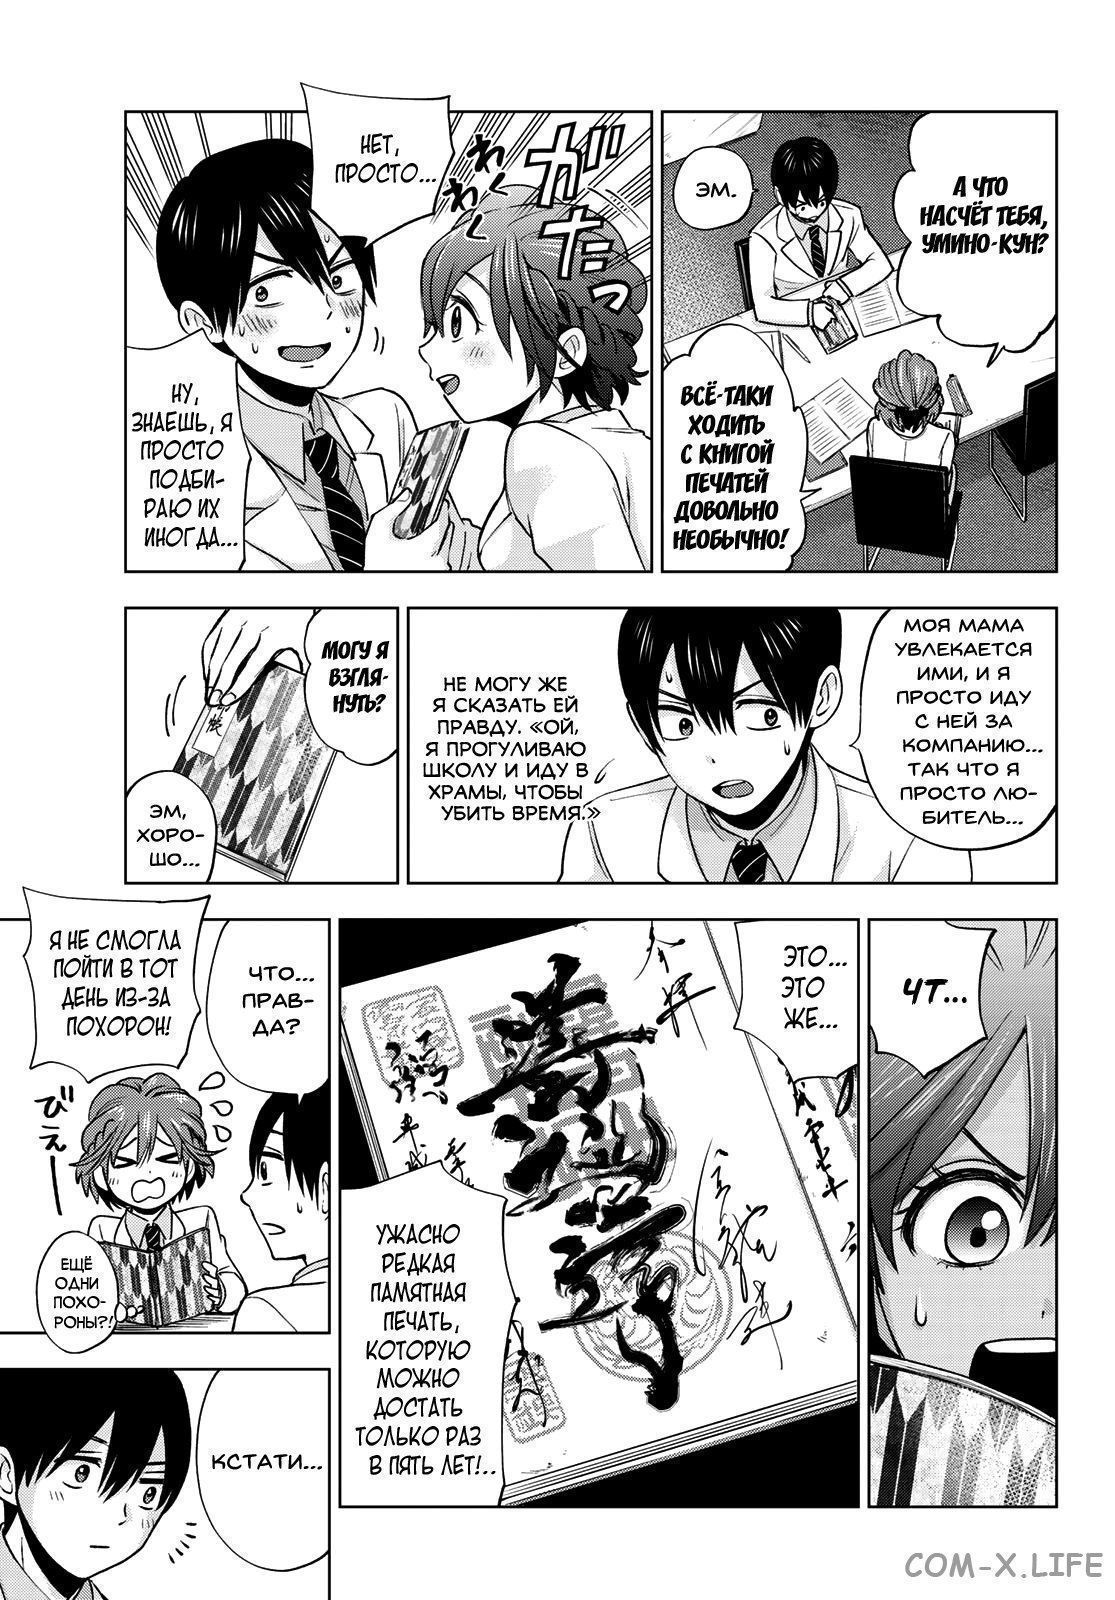 А ЧТО
НАСЧЁТ ТЕБЯ,
УМИНО-КУН?
ЭМ.
ВСЁ-ТАКИ
ХОДИТЬ
С КНИГОЙ
ПЕЧАТЕЙ
ДОВОЛЬНО
НЕОБЫЧНО!
ガタッ
わくわく
НЕТ,
ПРОСТО...
НУ,
ЗНАЕШЬ, Я
ПРОСТО
ПОДБИ-
РАЮ ИХ
ИНОГДА...
МОЯ МАМА
УВЛЕКАЕТСЯ
ИМИ, И Я
ПРОСТО ИДУ
С НЕЙ ЗА
КОМПАНИЮ...
ТАК ЧТО Я
ПРОСТО ЛЮ-
БИТЕЛЬ...
НЕ МОГУ ЖЕ
Я СКАЗАТЬ ЕЙ
ПРАВДУ. «ОЙ,
Я ПРОГУЛИВАЮ
ШКОЛУ И ИДУ В
ХРАМЫ, ЧТОБЫ
УБИТЬ ВРЕМЯ.»
МОГУ Я
ВЗГЛЯ-
НУТЬ?
ЭМ,
ХОРО-
ШО...
ЧТ...
ЭТО...
ЭТО
ЖЕ...
УЖАСНО
РЕДКАЯ
ПАМЯТНАЯ
ПЕЧАТЬ,
КОТОРУЮ
МОЖНО
ДОСТАТЬ
ТОЛЬКО РАЗ
В ПЯТЬ ЛЕТ!..
ЧТО...
ПРАВ-
ДА?
Я НЕ СМОГЛА
ПОЙТИ В ТОТ
ДЕНЬ ИЗ-ЗА
ПОХОРОН!
びえー
ЕЩЁ
ОДНИ
ПОХО-
РОНЫ?!
КСТАТИ...
COM-X.LIFE